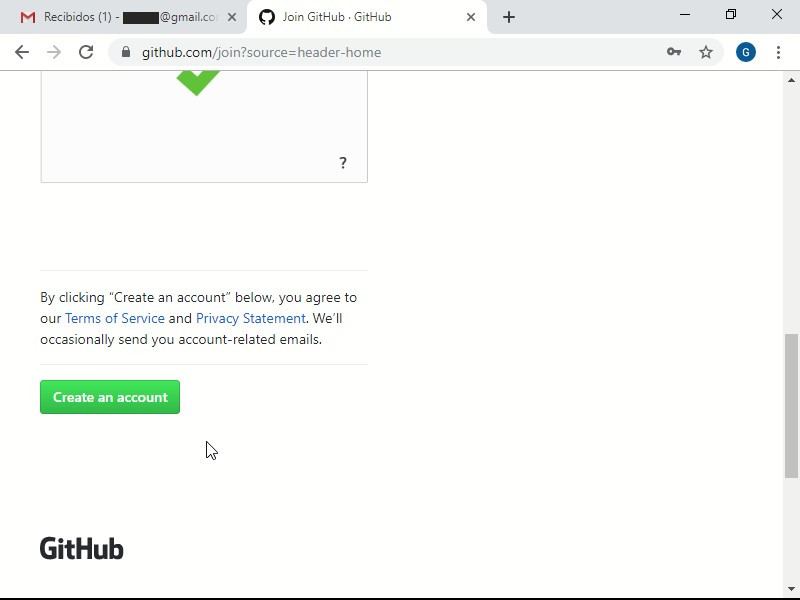 Recibidos (1) - @gmail.co
Join GitHub · GitHub
github.com/join?source=header-home
G
?
By clicking “Create an account” below, you agree to
our Terms of Service and Privacy Statement. We’ll
occasionally send you account-related emails.
Create an account
GitHub